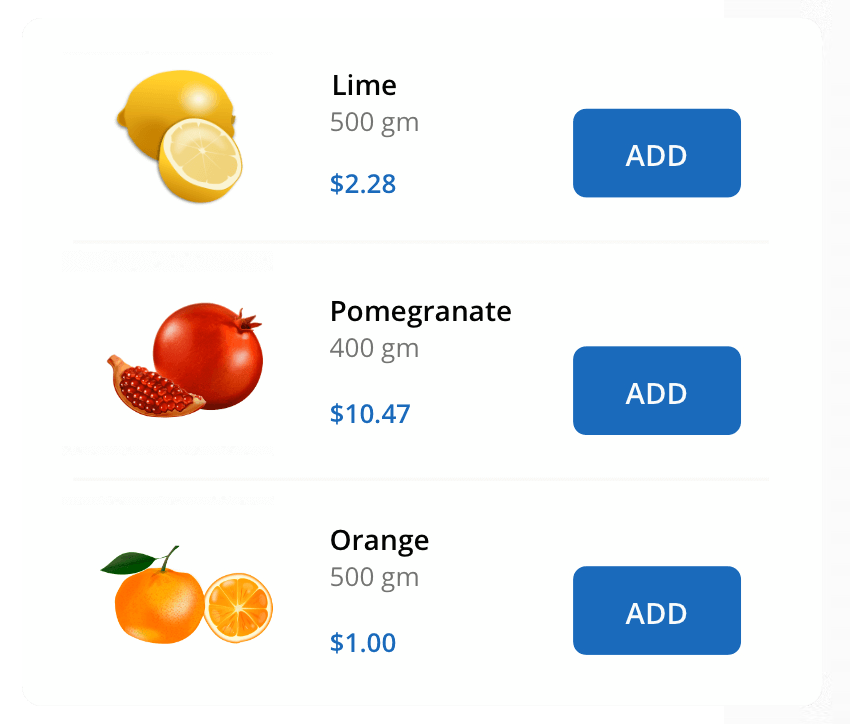 Lime
500 gm
$2.28
ADD
Pomegranate
400 gm
$10.47
ADD
Orange
500 gm
$1.00
ADD